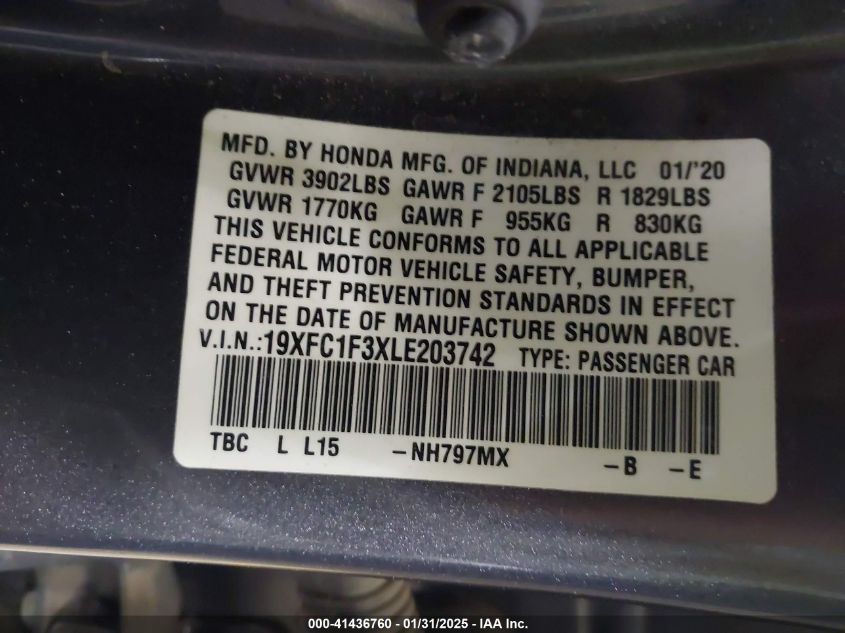 MFD. BY HONDA MFG. OF INDIANA, LLC 01/'20
GVWR 3902LBS GAWR F 2105LBS R 1829LBS
GVWR 1770KG GAWR F 955KG R 830KG
THIS VEHICLE CONFORMS TO ALL APPLICABLE
FEDERAL MOTOR VEHICLE SAFETY, BUMPER,
AND THEFT PREVENTION STANDARDS IN EFFECT
ON THE DATE OF MANUFACTURE SHOWN ABOVE.
V.I.N.:19XFC1F3XLE203742 TYPE: PASSENGER CAR
TBC L L15 –NH797MX –B –E
000-41436760 — 01/31/2025 — IAA Inc.